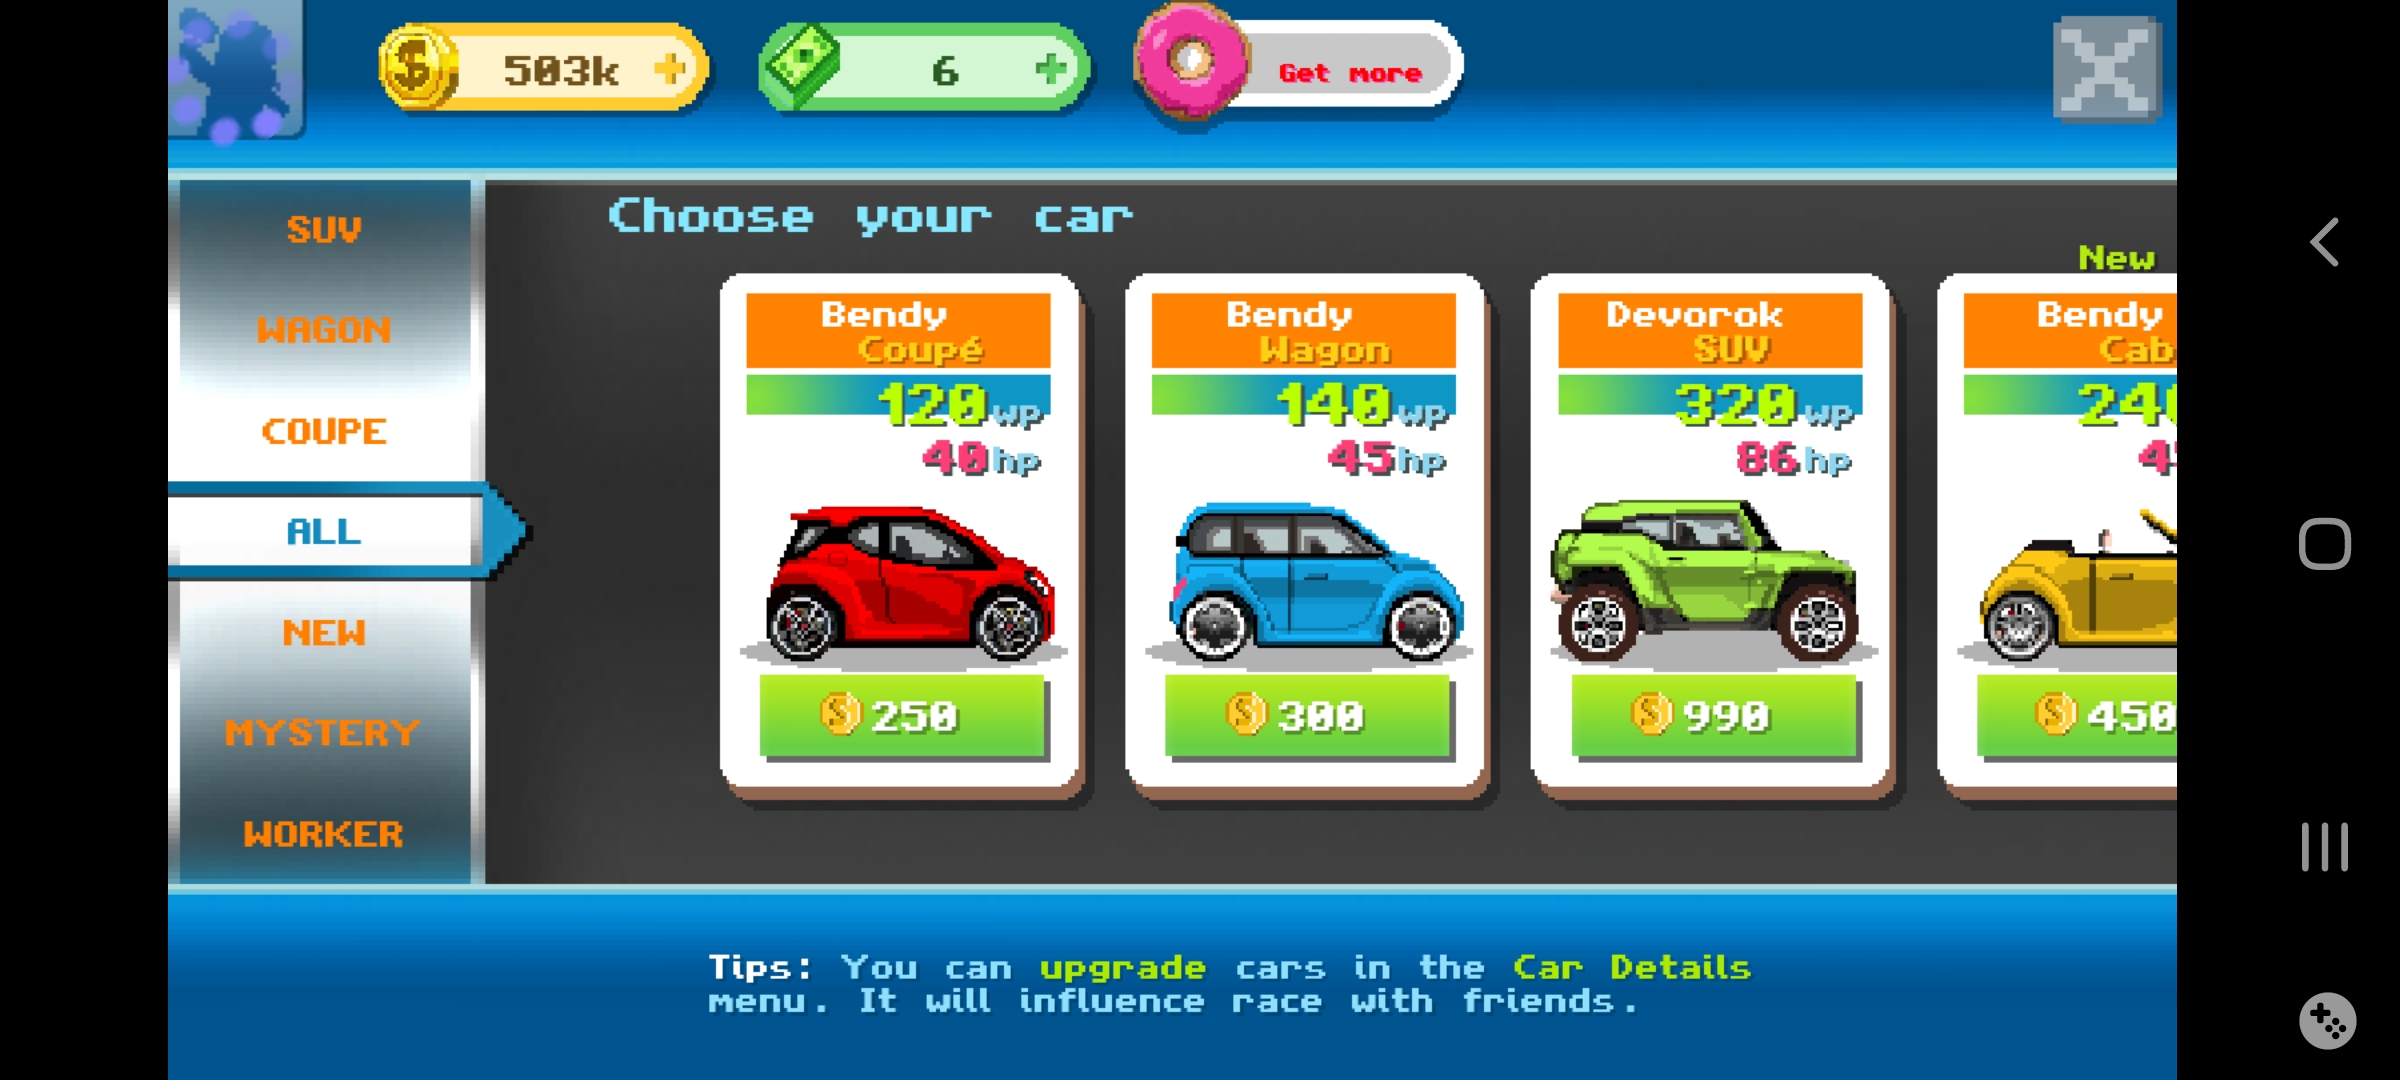 503k
6
Get more
SUV
WAGON
COUPE
ALL
NEW
MYSTERY
WORKER
Choose your car
Bendy
Coupé
120wp
40hp
250
Bendy
Wagon
140wp
45hp
300
Devorok
SUV
320wp
86hp
990
New
Bendy
Cab
450
Tips: You can upgrade cars in the Car Details
menu. It will influence race with friends.